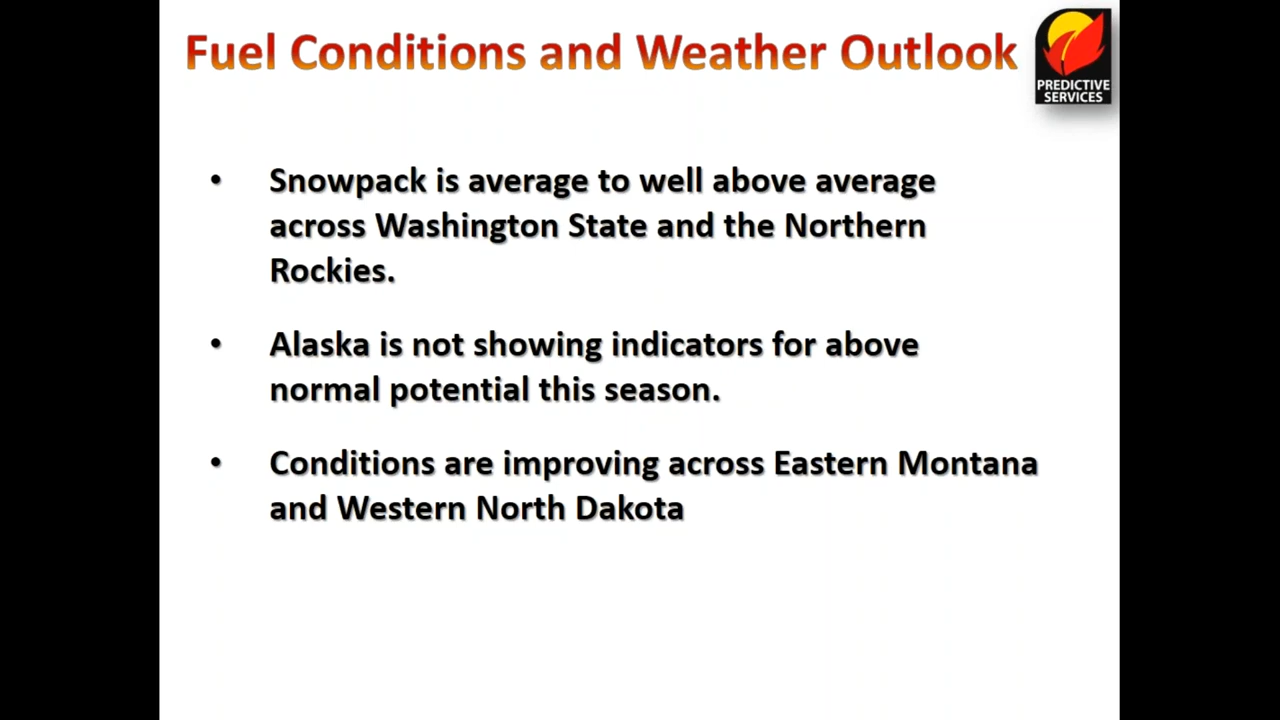 Fuel Conditions and Weather Outlook
PREDICTIVE
SERVICES
• Snowpack is average to well above average
across Washington State and the Northern
Rockies.
• Alaska is not showing indicators for above
normal potential this season.
• Conditions are improving across Eastern Montana
and Western North Dakota